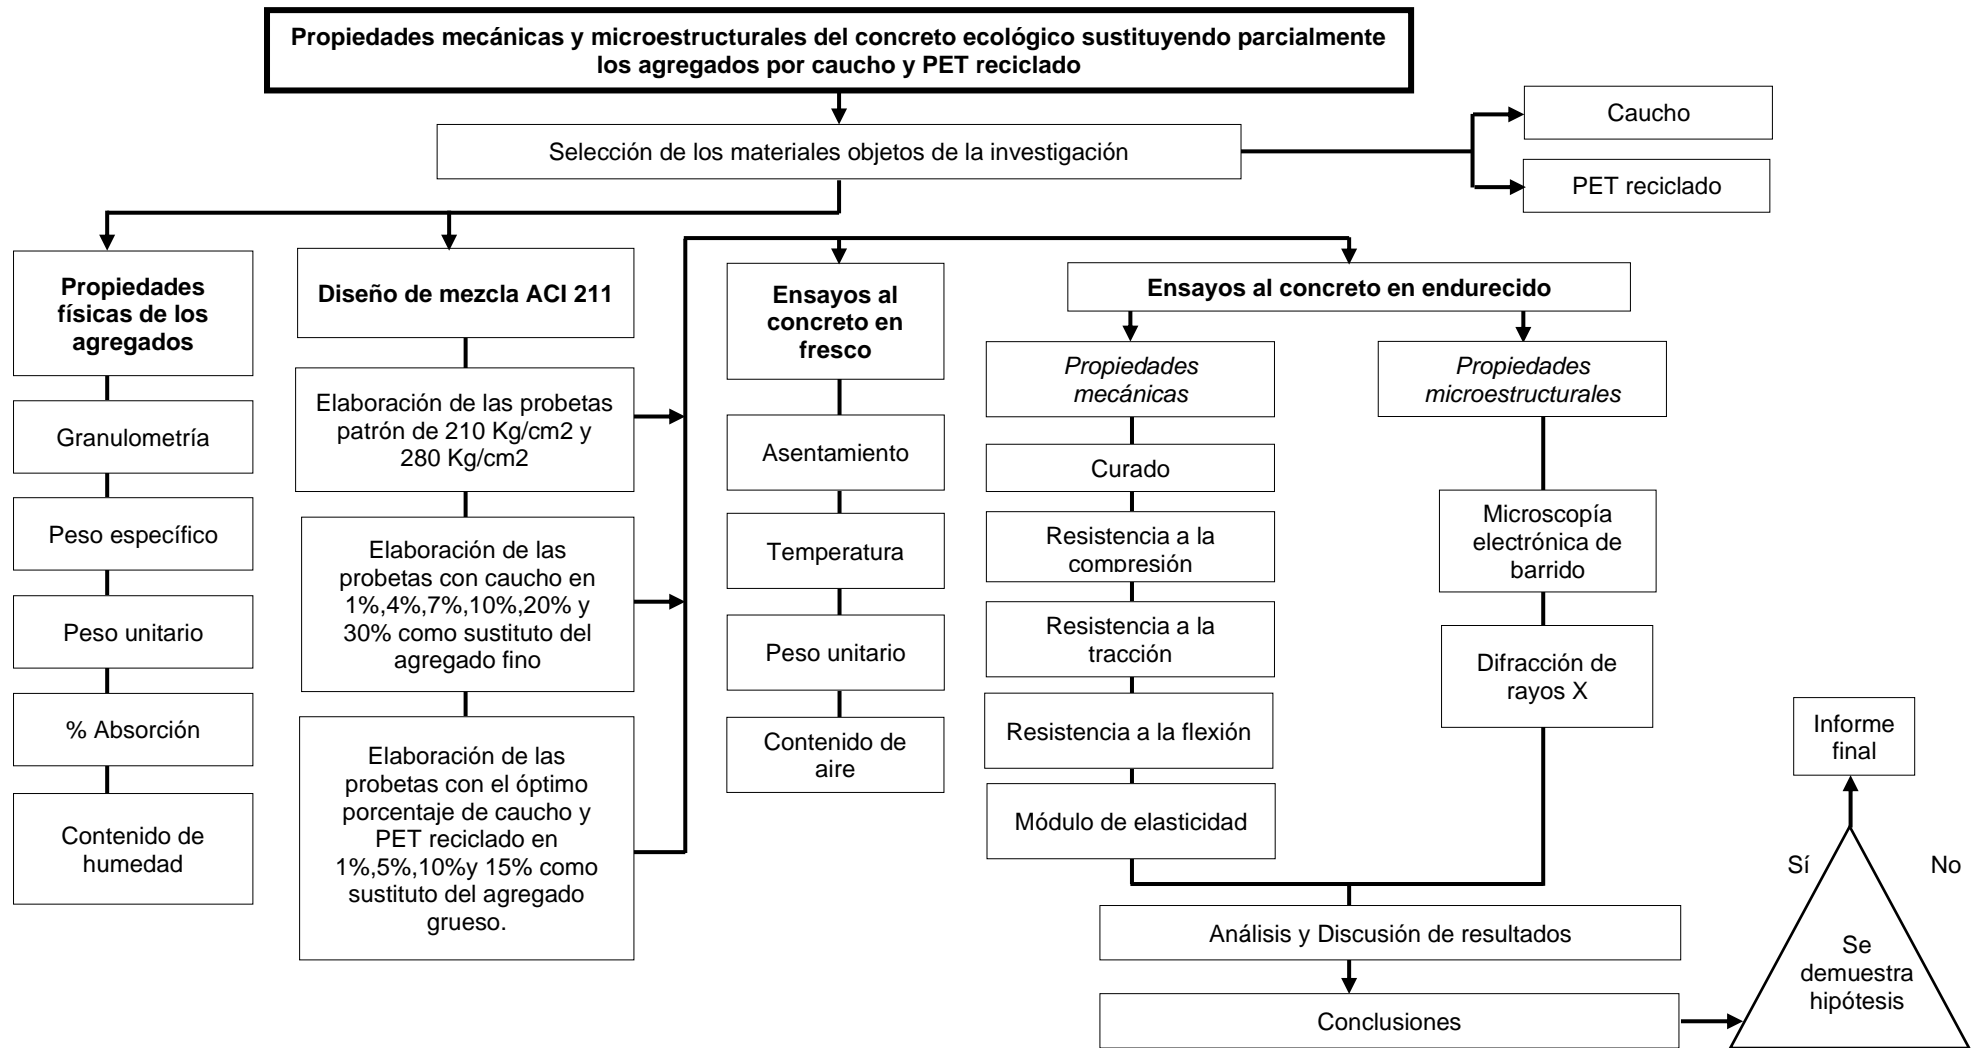 Propiedades mecánicas y microestructurales del concreto ecológico sustituyendo parcialmente
los agregados por caucho y PET reciclado
Selección de los materiales objetos de la investigación
Caucho
PET reciclado
Propiedades
físicas de los
agregados
Granulometría
Peso específico
Peso unitario
% Absorción
Contenido de
humedad
Diseño de mezcla ACI 211
Elaboración de las probetas
patrón de 210 Kg/cm2 y
280 Kg/cm2
Elaboración de las
probetas con caucho en
1%,4%,7%,10%,20% y
30% como sustituto del
agregado fino
Elaboración de las
probetas con el óptimo
porcentaje de caucho y
PET reciclado en
1%,5%,10%y 15% como
sustituto del agregado
grueso.
Ensayos al
concreto en
fresco
Asentamiento
Temperatura
Peso unitario
Contenido de
aire
Ensayos al concreto en endurecido
Propiedades
mecánicas
Curado
Resistencia a la
compresión
Resistencia a la
tracción
Resistencia a la flexión
Módulo de elasticidad
Propiedades
microestructurales
Microscopía
electrónica de
barrido
Difracción de
rayos X
Análisis y Discusión de resultados
Conclusiones
Se
demuestra
hipótesis
Sí
No
Informe
final